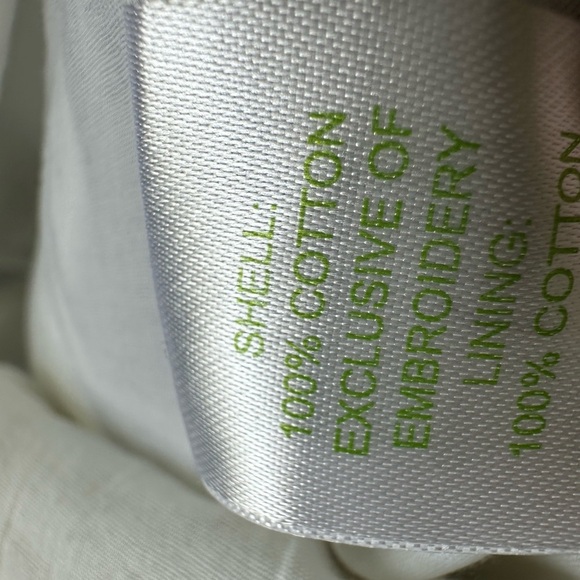 SHELL:
100% COTTON
EXCLUSIVE OF
EMBROIDERY
LINING:
100% COTTON